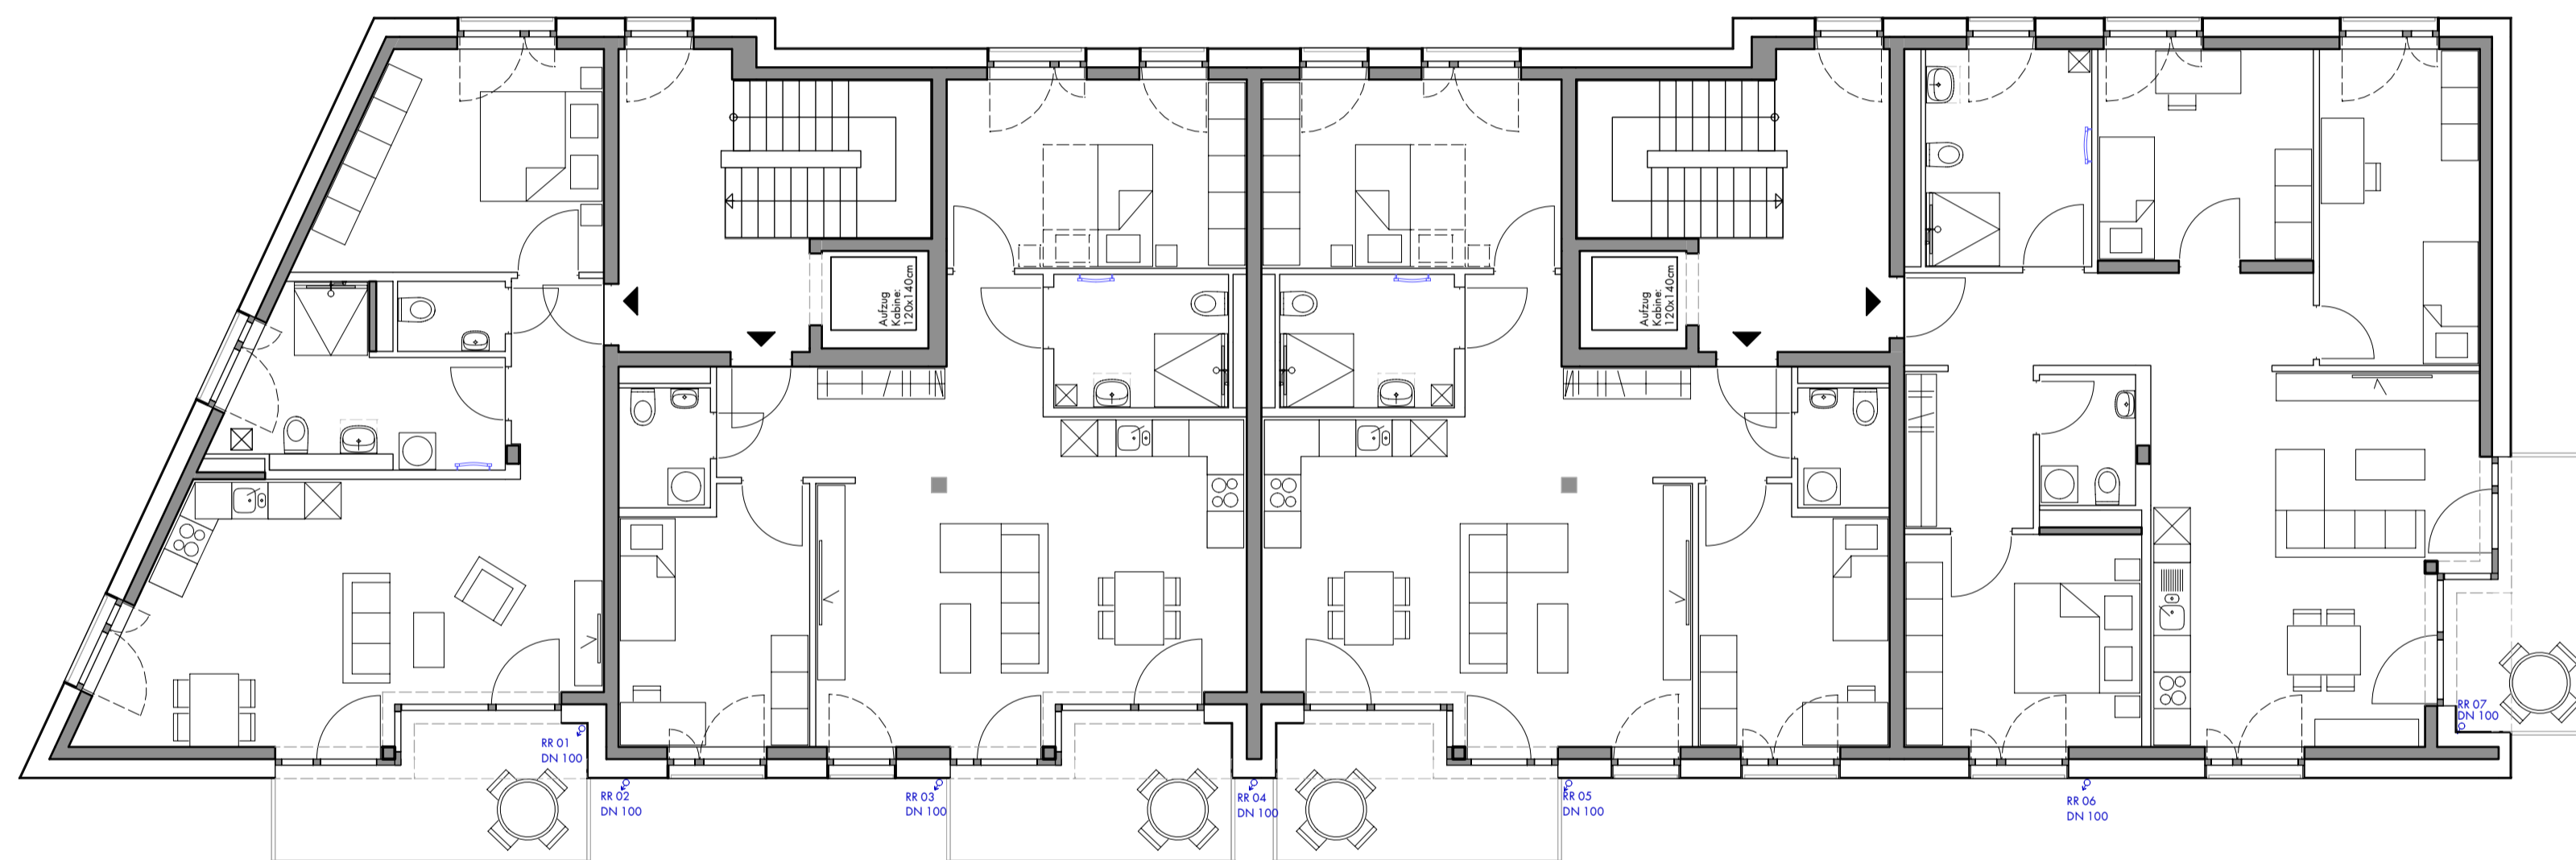 Aufzug
Kabine:
120x140cm
Aufzug
Kabine:
120x140cm
RR 01
DN 100
RR 02
DN 100
RR 03
DN 100
RR 04
DN 100
RR 05
DN 100
RR 06
DN 100
RR 07
DN 100